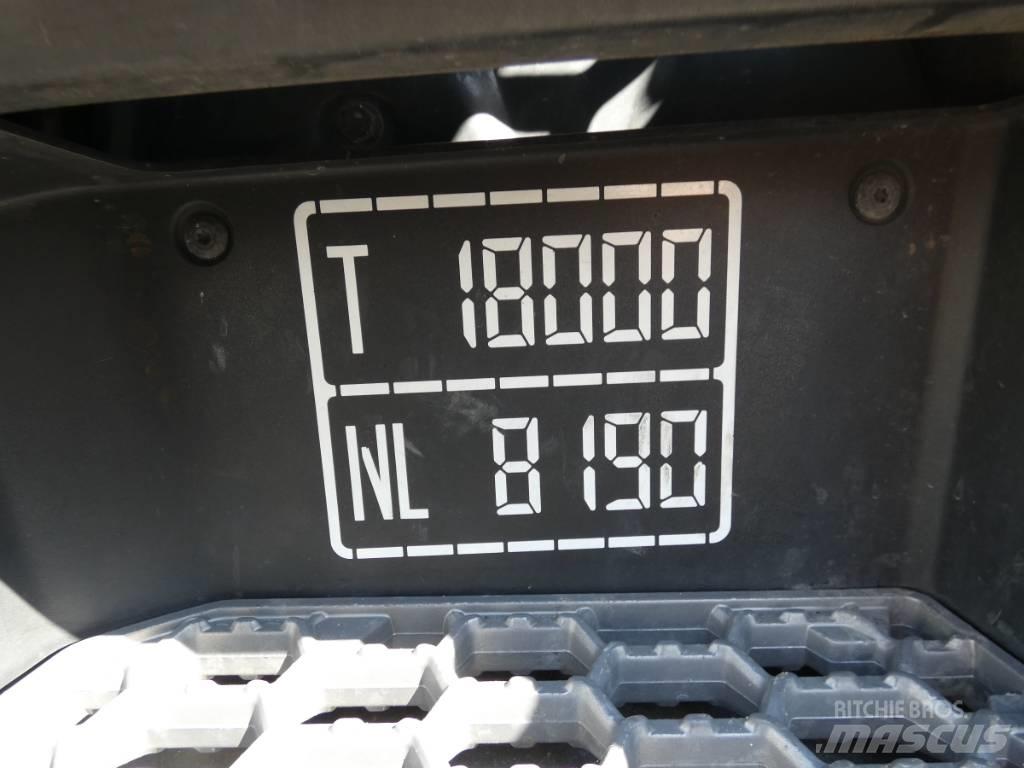 T 18000
NL 8190
RITCHIE BROS.
MASCUS